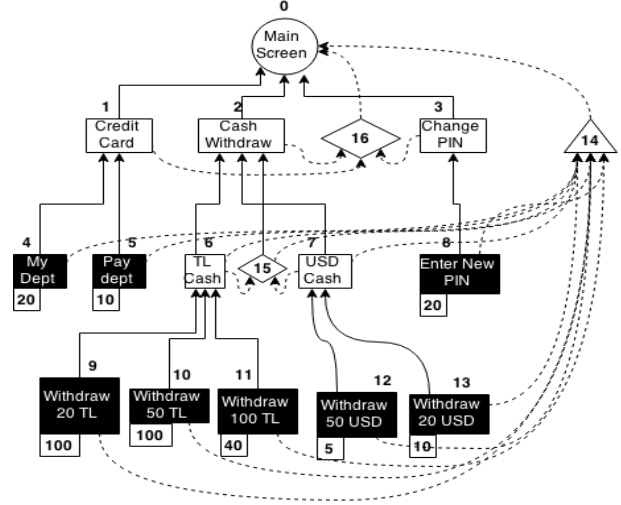 0
Main
Screen
1
2
3
Credit
Card
Cash
Withdraw
16
Change
PIN
14
4
5
6
7
8
My
Dept
Pay
dept
TL
Cash
15
USD
Cash
Enter New
PIN
20
10
20
9
10
11
12
13
Withdraw
20 TL
Withdraw
50 TL
Withdraw
100 TL
Withdraw
50 USD
Withdraw
20 USD
100
100
40
5
10